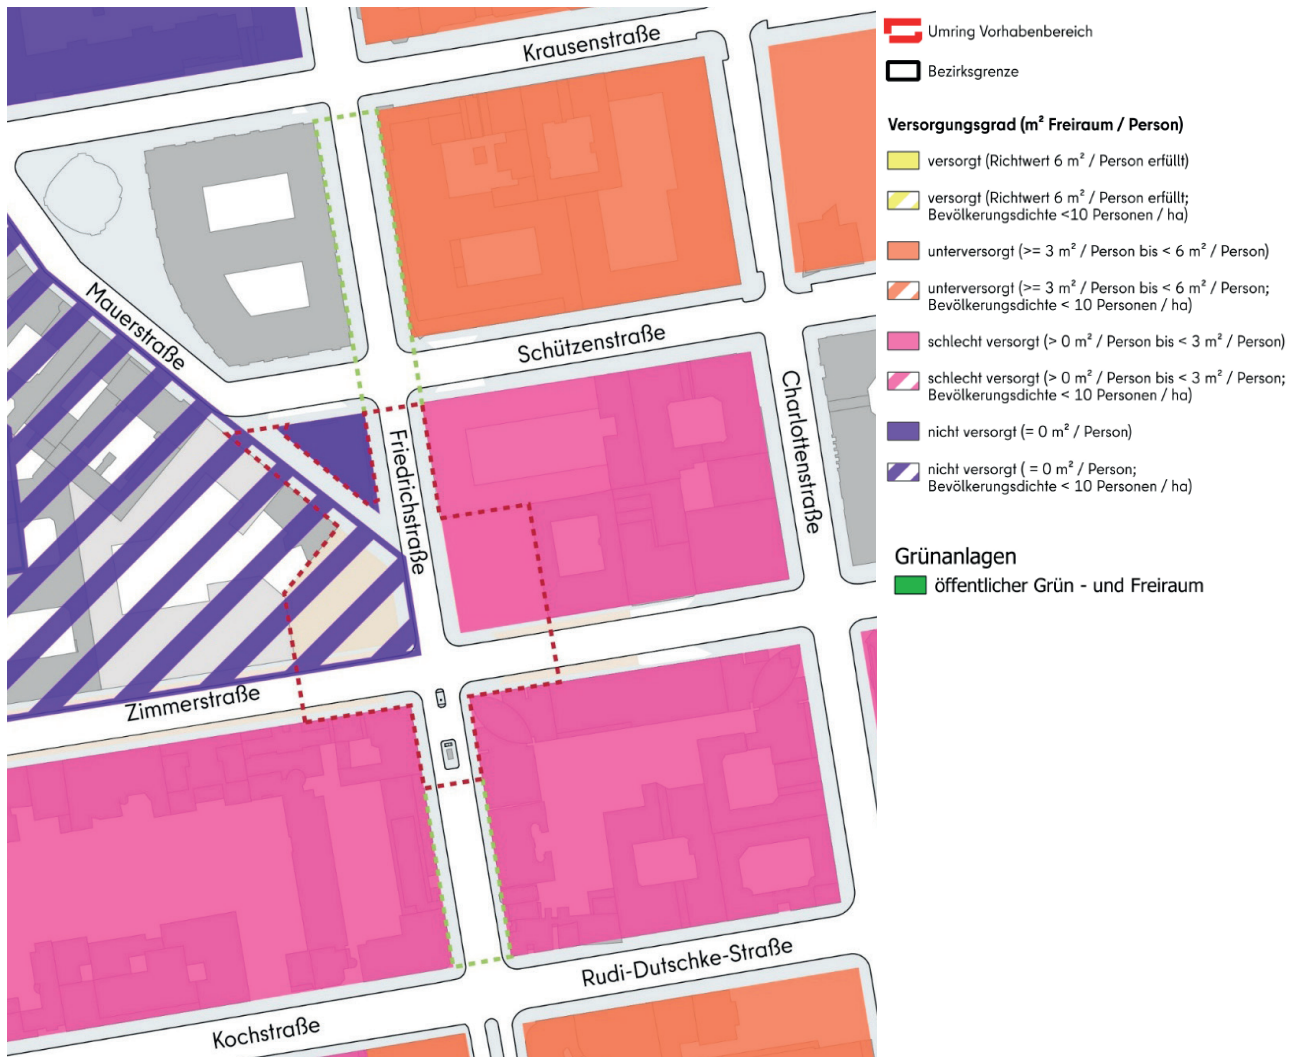 Krausenstraße
Mauerstraße
Schützenstraße
Charlottenstraße
Friedrichstraße
Zimmerstraße
Rudi-Dutschke-Straße
Kochstraße
Umring Vorhabenbereich
Bezirksgrenze
Versorgungsgrad (m² Freiraum / Person)
versorgt (Richtwert 6 m² / Person erfüllt)
versorgt (Richtwert 6 m² / Person erfüllt;
Bevölkerungsdichte <10 Personen / ha)
unterversorgt (>= 3 m² / Person bis < 6 m² / Person)
unterversorgt (>= 3 m² / Person bis < 6 m² / Person;
Bevölkerungsdichte < 10 Personen / ha)
schlecht versorgt (> 0 m² / Person bis < 3 m² / Person)
schlecht versorgt (> 0 m² / Person bis < 3 m² / Person;
Bevölkerungsdichte < 10 Personen / ha)
nicht versorgt (= 0 m² / Person)
nicht versorgt ( = 0 m² / Person;
Bevölkerungsdichte < 10 Personen / ha)
Grünanlagen
öffentlicher Grün - und Freiraum